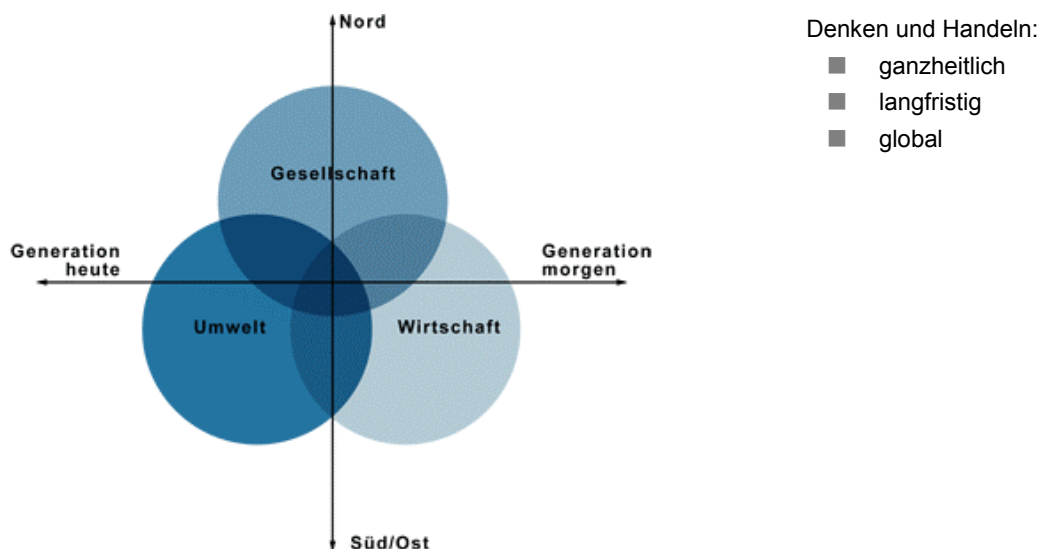 Nord
Denken und Handeln:
ganzheitlich
langfristig
global
Gesellschaft
Generation
heute
Generation
morgen
Umwelt
Wirtschaft
Süd/Ost